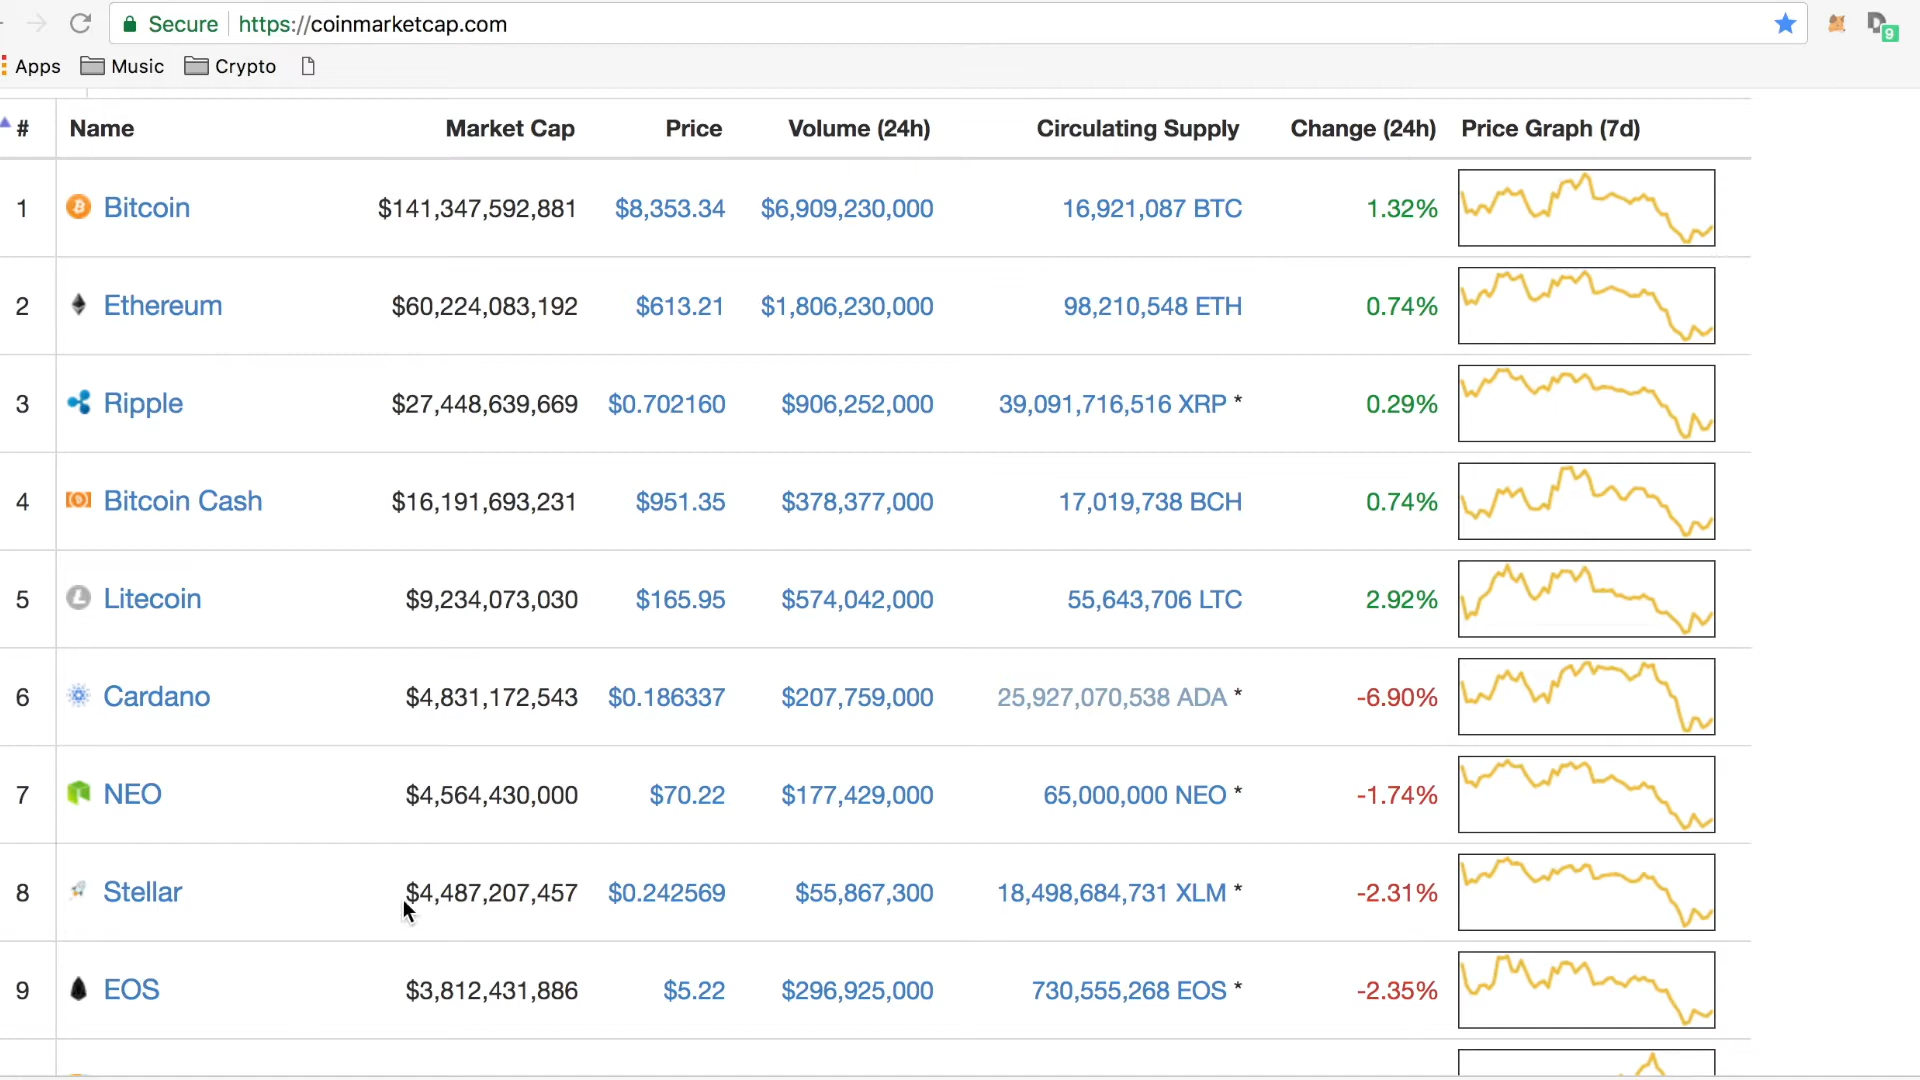 Secure https://coinmarketcap.com 9
Apps Music Crypto
# Name Market Cap Price Volume (24h) Circulating Supply Change (24h) Price Graph (7d)
1 Bitcoin $141,347,592,881 $8,353.34 $6,909,230,000 16,921,087 BTC 1.32%
2 Ethereum $60,224,083,192 $613.21 $1,806,230,000 98,210,548 ETH 0.74%
3 Ripple $27,448,639,669 $0.702160 $906,252,000 39,091,716,516 XRP * 0.29%
4 Bitcoin Cash $16,191,693,231 $951.35 $378,377,000 17,019,738 BCH 0.74%
5 Litecoin $9,234,073,030 $165.95 $574,042,000 55,643,706 LTC 2.92%
6 Cardano $4,831,172,543 $0.186337 $207,759,000 25,927,070,538 ADA * -6.90%
7 NEO $4,564,430,000 $70.22 $177,429,000 65,000,000 NEO * -1.74%
8 Stellar $4,487,207,457 $0.242569 $55,867,300 18,498,684,731 XLM * -2.31%
9 EOS $3,812,431,886 $5.22 $296,925,000 730,555,268 EOS * -2.35%